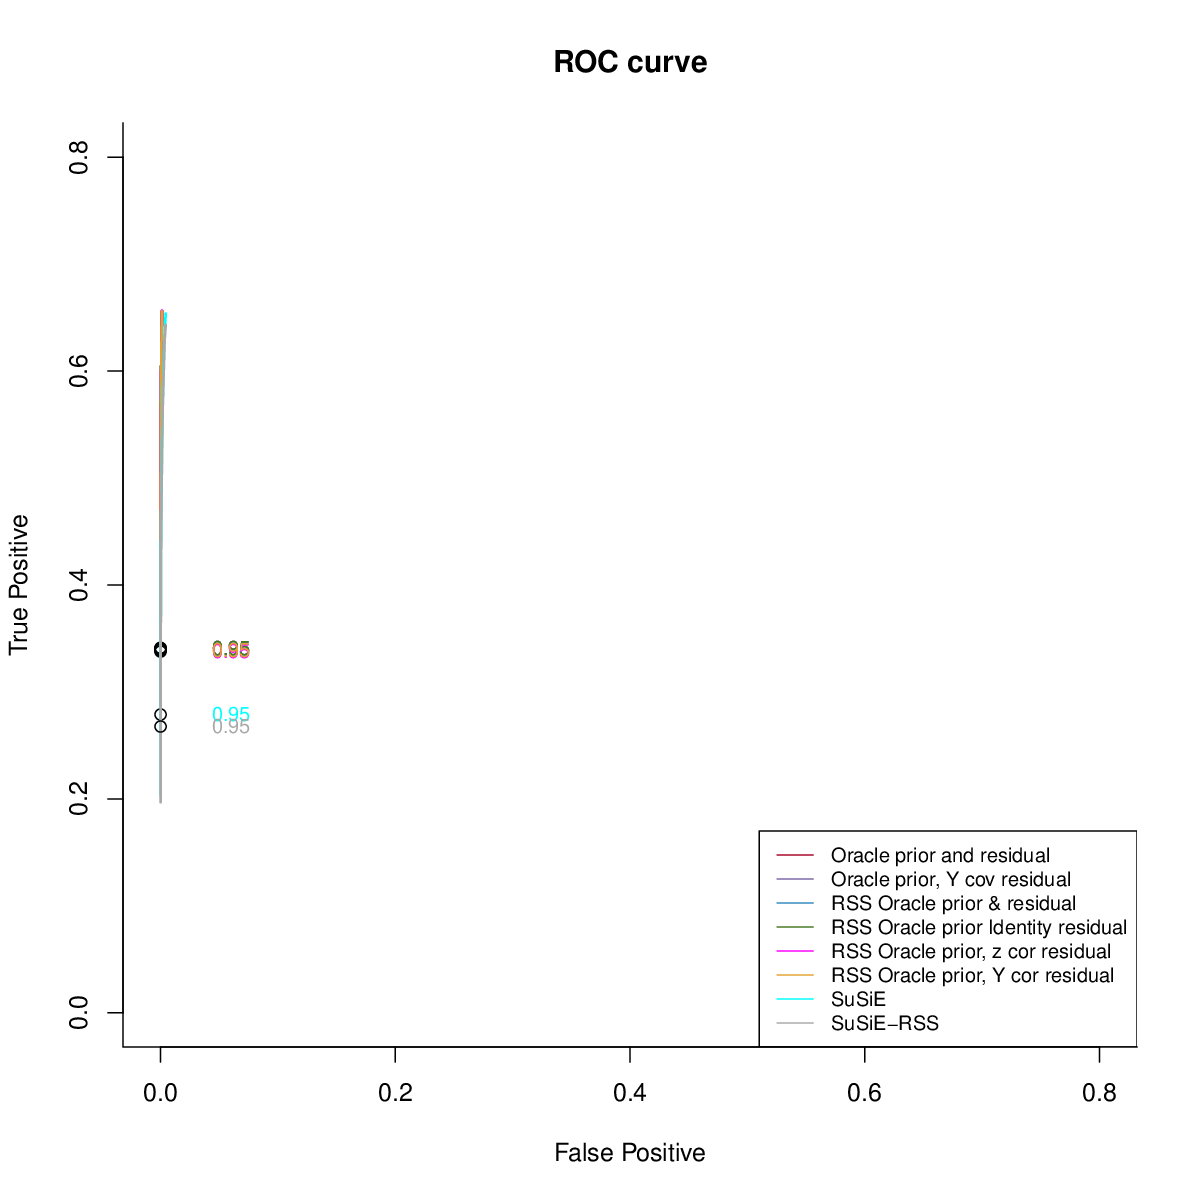 ROC curve
0.8
0.6
0.4
0.2
0.0
True Positive
0.95
0.95
0.95
Oracle prior and residual
Oracle prior, Y cov residual
RSS Oracle prior & residual
RSS Oracle prior Identity residual
RSS Oracle prior, z cor residual
RSS Oracle prior, Y cor residual
SuSiE
SuSiE−RSS
0.0 0.2 0.4 0.6 0.8
False Positive